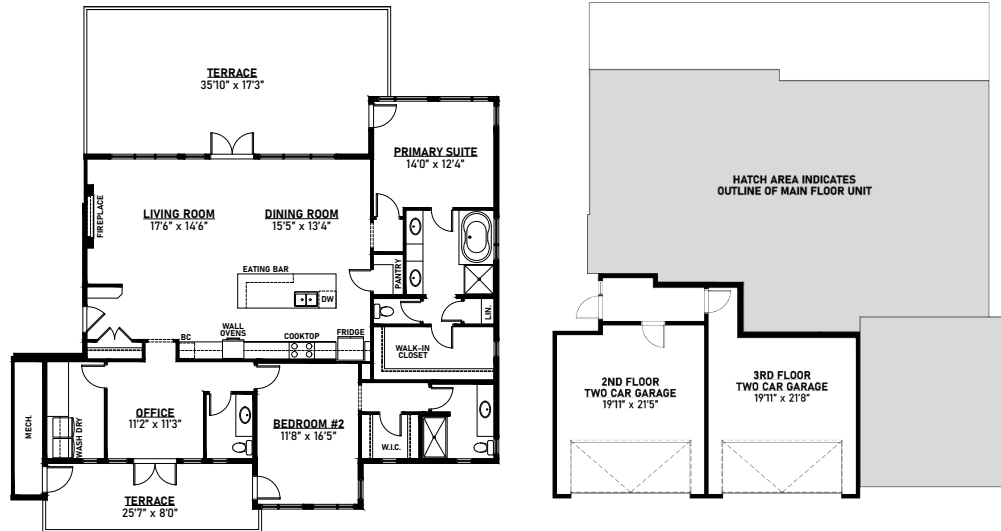 TERRACE
35'10" x 17'3"
PRIMARY SUITE
14'0" x 12'4"
FIREPLACE
LIVING ROOM
17'6" x 14'6"
DINING ROOM
15'5" x 13'4"
EATING BAR
DW
PANTRY
LIN.
BC
WALL
OVENS
COOKTOP
FRIDGE
WALK-IN
CLOSET
MECH.
WASH DRY
OFFICE
11'2" x 11'3"
BEDROOM #2
11'8" x 16'5"
W.I.C.
TERRACE
25'7" x 8'0"
HATCH AREA INDICATES
OUTLINE OF MAIN FLOOR UNIT
2ND FLOOR
TWO CAR GARAGE
19'11" x 21'5"
3RD FLOOR
TWO CAR GARAGE
19'11" x 21'8"